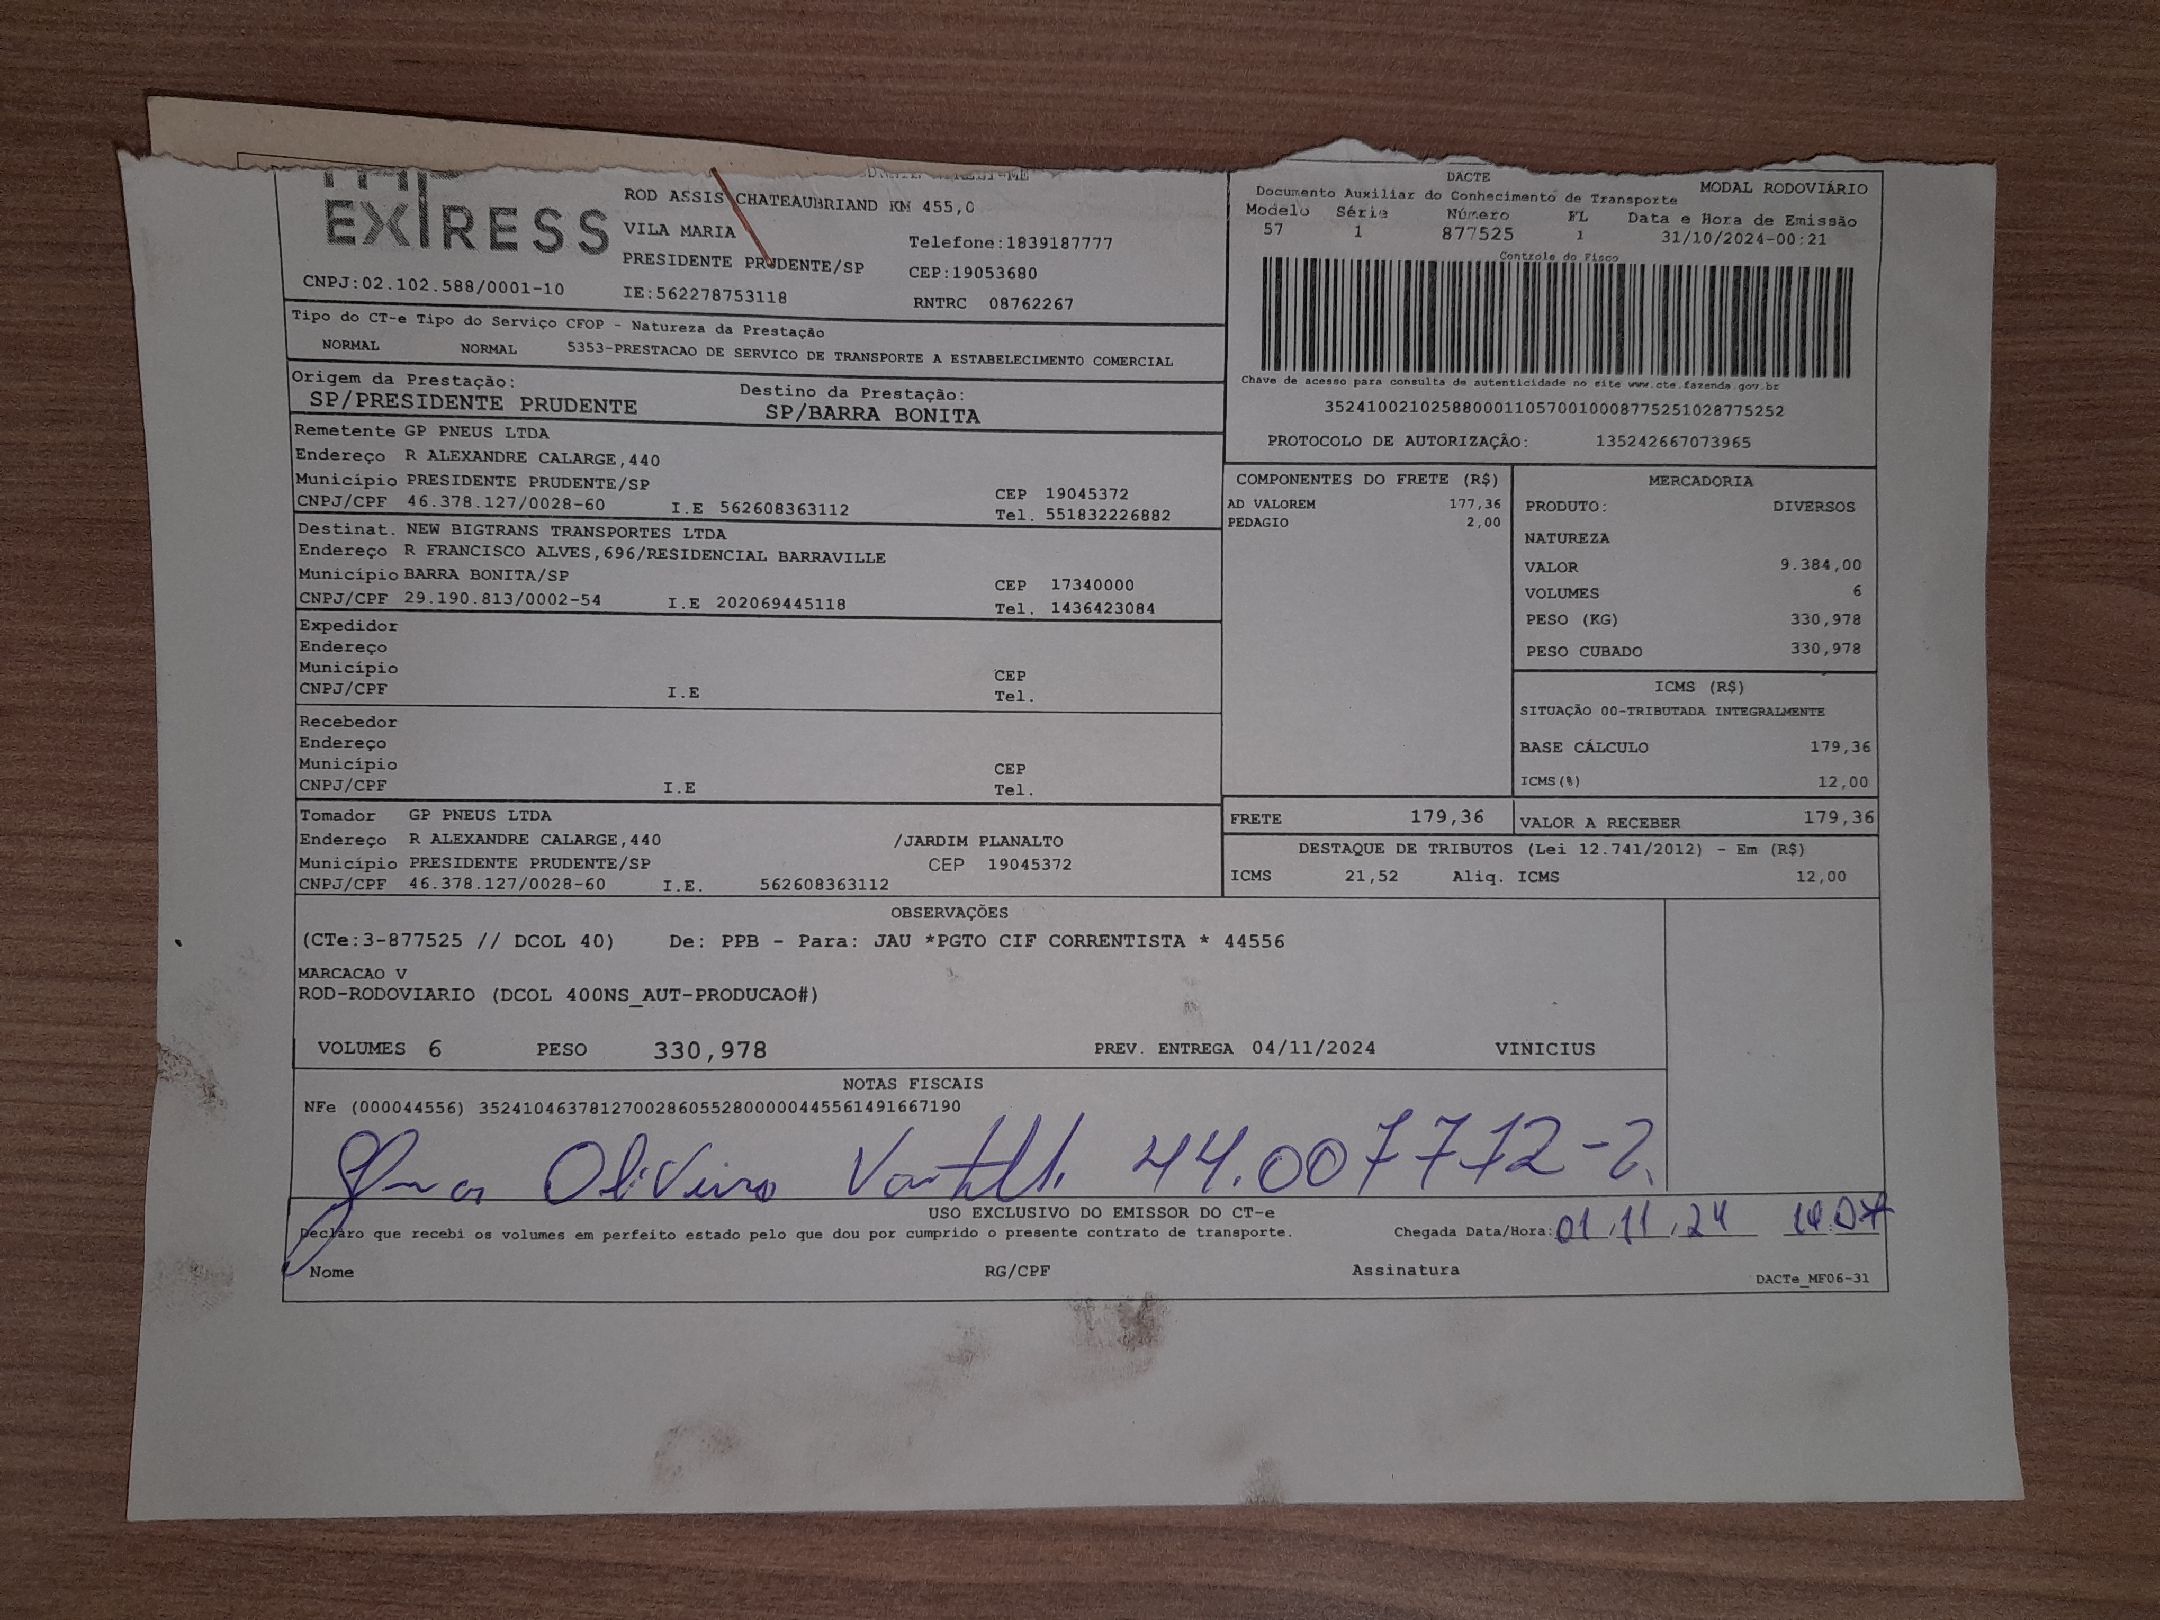 EXPRESS
ROD ASSIS CHATEAUBRIAND KM 455,0
VILA MARIA
Telefone:1839187777
PRESIDENTE PRUDENTE/SP
CEP:19053680
CNPJ:02.102.588/0001-10
IE:562278753118
RNTRC 08762267
DACTE
MODAL RODOVIÁRIO
Documento Auxiliar do Conhecimento de Transporte
Modelo Série Número FL Data e Hora de Emissão
57 1 877525 1 31/10/2024-00:21
Controle do Fisco
Chave de acesso para consulta de autenticidade no site www.cte.fazenda.gov.br
35241002102588000110570010008775251028775252
PROTOCOLO DE AUTORIZAÇÃO: 135242667073965
Tipo do CT-e Tipo do Serviço CFOP - Natureza da Prestação
NORMAL NORMAL 5353-PRESTACAO DE SERVICO DE TRANSPORTE A ESTABELECIMENTO COMERCIAL
Origem da Prestação: Destino da Prestação:
SP/PRESIDENTE PRUDENTE SP/BARRA BONITA
Remetente GP PNEUS LTDA
Endereço R ALEXANDRE CALARGE,440
Município PRESIDENTE PRUDENTE/SP CEP 19045372
CNPJ/CPF 46.378.127/0028-60 I.E 562608363112 Tel. 551832226882
Destinat. NEW BIGTRANS TRANSPORTES LTDA
Endereço R FRANCISCO ALVES,696/RESIDENCIAL BARRAVILLE
Município BARRA BONITA/SP CEP 17340000
CNPJ/CPF 29.190.813/0002-54 I.E 202069445118 Tel. 1436423084
Expedidor
Endereço
Município CEP
CNPJ/CPF I.E Tel.
Recebedor
Endereço
Município CEP
CNPJ/CPF I.E Tel.
Tomador GP PNEUS LTDA
Endereço R ALEXANDRE CALARGE,440 /JARDIM PLANALTO
Município PRESIDENTE PRUDENTE/SP CEP 19045372
CNPJ/CPF 46.378.127/0028-60 I.E. 562608363112
COMPONENTES DO FRETE (R$)
AD VALOREM 177,36
PEDAGIO 2,00
MERCADORIA
PRODUTO: DIVERSOS
NATUREZA
VALOR 9.384,00
VOLUMES 6
PESO (KG) 330,978
PESO CUBADO 330,978
ICMS (R$)
SITUAÇÃO 00-TRIBUTADA INTEGRALMENTE
BASE CÁLCULO 179,36
ICMS(%) 12,00
FRETE 179,36 VALOR A RECEBER 179,36
DESTAQUE DE TRIBUTOS (Lei 12.741/2012) - Em (R$)
ICMS 21,52 Aliq. ICMS 12,00
OBSERVAÇÕES
(CTe:3-877525 // DCOL 40) De: PPB - Para: JAU *PGTO CIF CORRENTISTA * 44556
MARCACAO V
ROD-RODOVIARIO (DCOL 400NS_AUT-PRODUCAO#)
VOLUMES 6 PESO 330,978 PREV. ENTREGA 04/11/2024 VINICIUS
NOTAS FISCAIS
NFe (000044556) 35241046378127002860552800000445561491667190
Oliveira 44.007772-2
USO EXCLUSIVO DO EMISSOR DO CT-e
Declaro que recebi os volumes em perfeito estado pelo que dou por cumprido o presente contrato de transporte. Chegada Data/Hora: 01.11.24
Nome RG/CPF Assinatura
DACTe_MF06-31